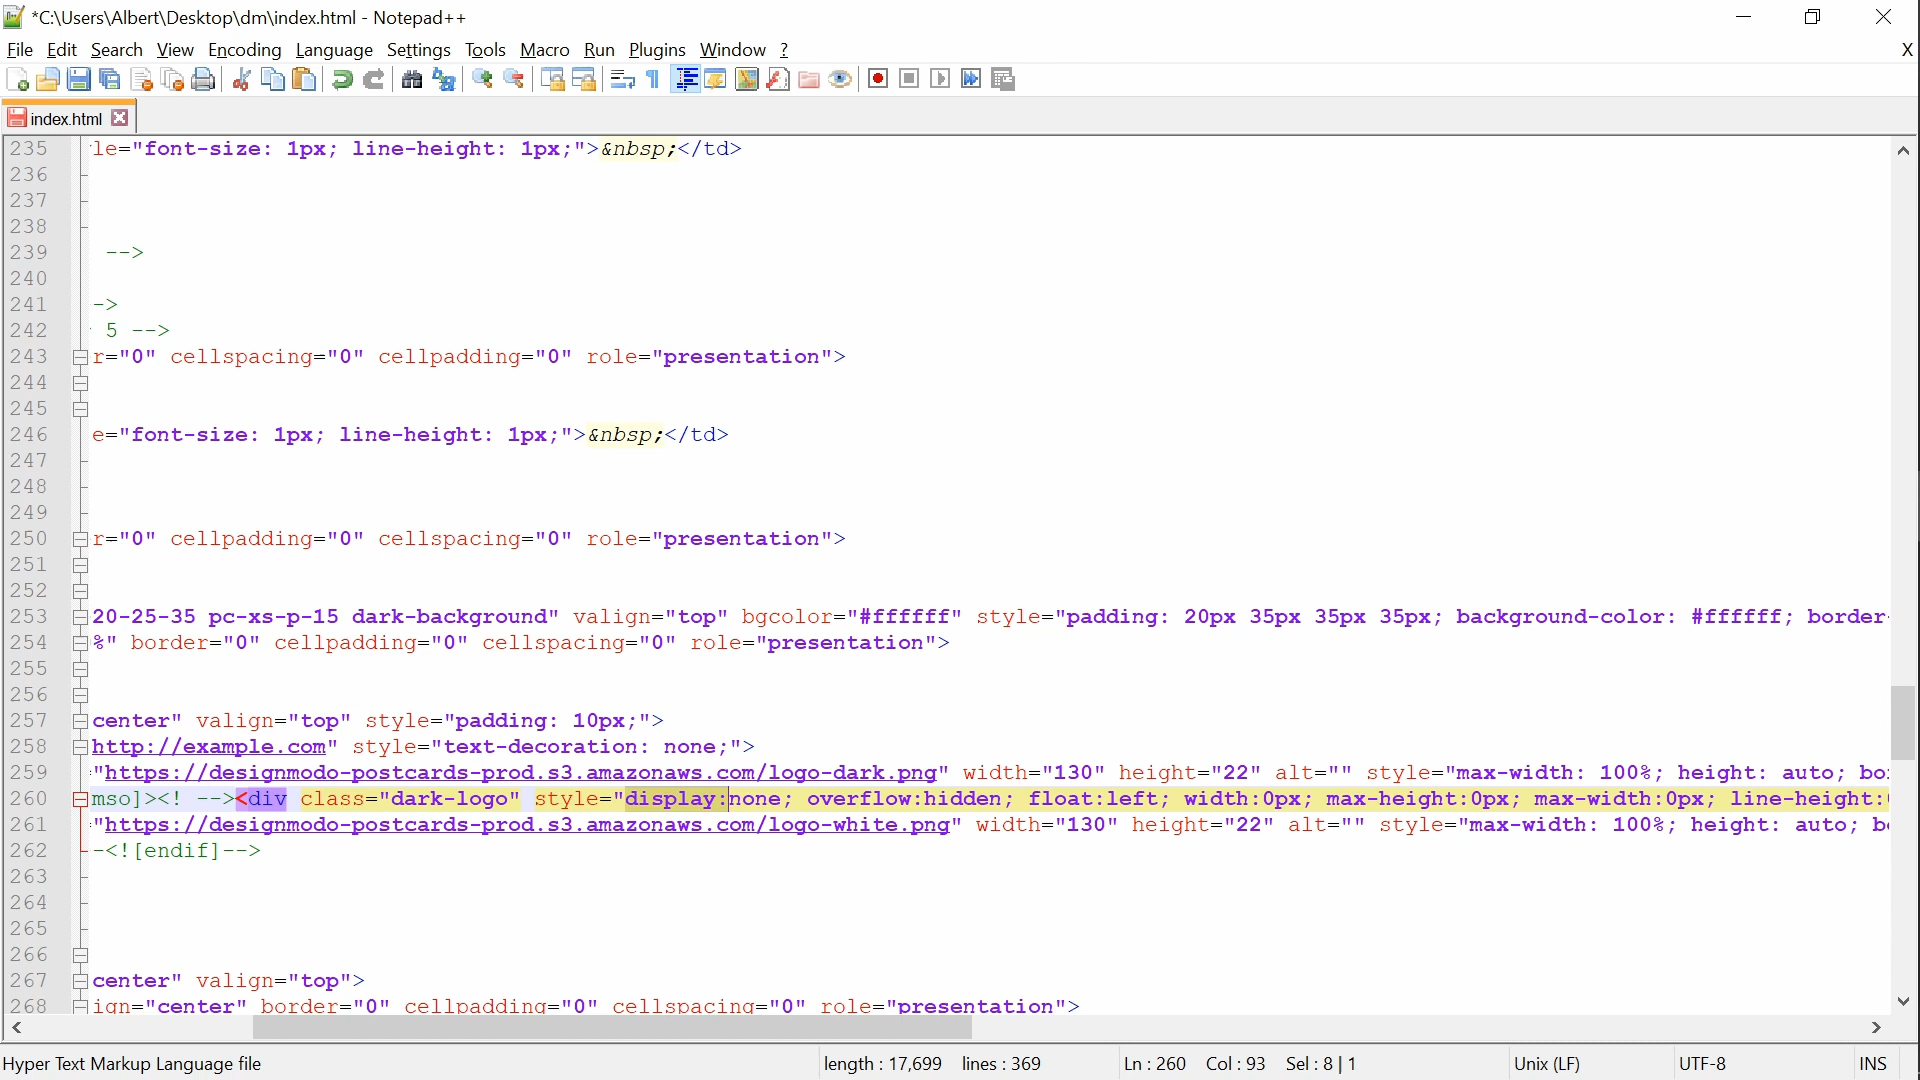 *C:\Users\Albert\Desktop\dm\index.html - Notepad++
File Edit Search View Encoding Language Settings Tools Macro Run Plugins Window ? X
index.html
235 le="font-size: 1px; line-height: 1px;">&nbsp;</td>
236
237
238
239 -->
240
241 ->
242 5 -->
243 r="0" cellspacing="0" cellpadding="0" role="presentation">
244
245
246 e="font-size: 1px; line-height: 1px;">&nbsp;</td>
247
248
249
250 r="0" cellpadding="0" cellspacing="0" role="presentation">
251
252
253 20-25-35 pc-xs-p-15 dark-background" valign="top" bgcolor="#ffffff" style="padding: 20px 35px 35px 35px; background-color: #ffffff; border-
254 %" border="0" cellpadding="0" cellspacing="0" role="presentation">
255
256
257 center" valign="top" style="padding: 10px;">
258 http://example.com" style="text-decoration: none;">
259 "https://designmodo-postcards-prod.s3.amazonaws.com/logo-dark.png" width="130" height="22" alt="" style="max-width: 100%; height: auto; bo
260 mso]><! --><div class="dark-logo" style="display:none; overflow:hidden; float:left; width:0px; max-height:0px; max-width:0px; line-height:
261 "https://designmodo-postcards-prod.s3.amazonaws.com/logo-white.png" width="130" height="22" alt="" style="max-width: 100%; height: auto; b
262 -<![endif]-->
263
264
265
266
267 center" valign="top">
268 ign="center" border="0" cellpadding="0" cellspacing="0" role="presentation">
Hyper Text Markup Language file length : 17,699 lines : 369 Ln : 260 Col : 93 Sel : 8 | 1 Unix (LF) UTF-8 INS